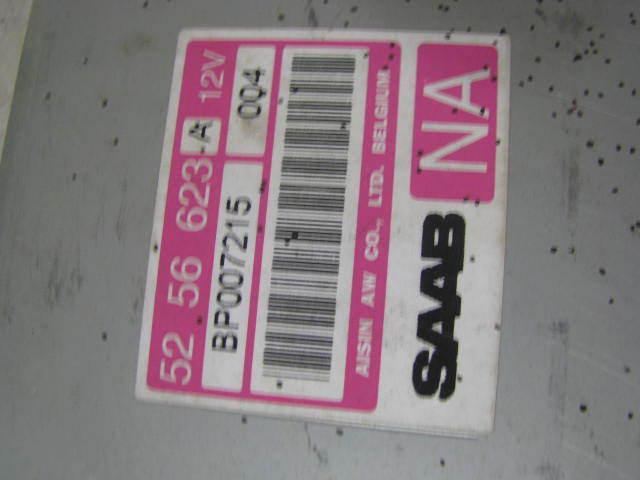 52 56 623-A 12V
BP007215 004
AISIN AW CO., LTD. BELGIUM
SAAB NA